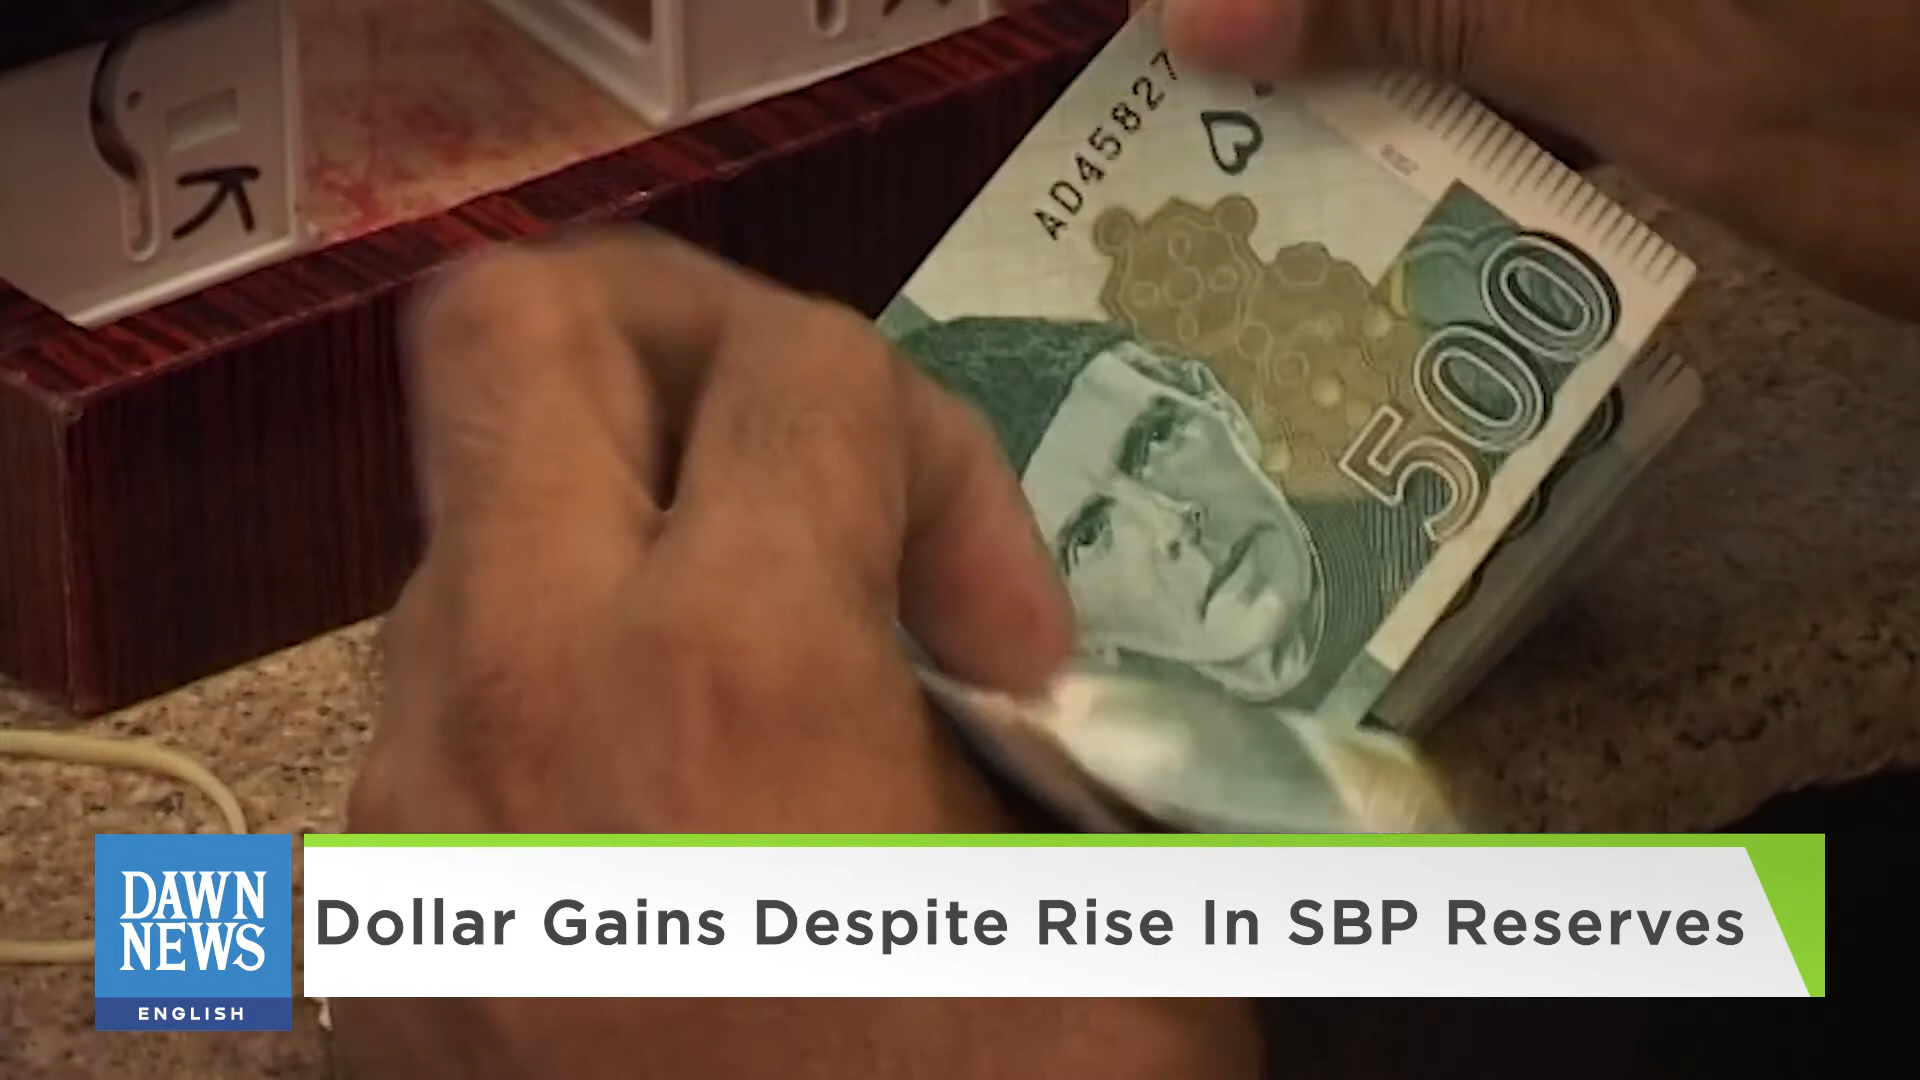 AD45827
500
DAWN
NEWS
ENGLISH
Dollar Gains Despite Rise In SBP Reserves